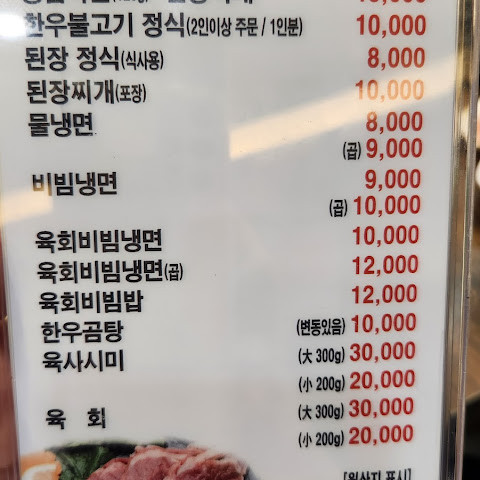 한우불고기 정식(2인이상 주문 / 1인분) 10,000
된장 정식(식사용) 8,000
된장찌개(포장) 10,000
물냉면 8,000
(곱) 9,000
비빔냉면 9,000
(곱) 10,000
육회비빔냉면 10,000
육회비빔냉면(곱) 12,000
육회비빔밥 12,000
한우곰탕 (변동있음) 10,000
육사시미 (大 300g) 30,000
(小 200g) 20,000
육 회 (大 300g) 30,000
(小 200g) 20,000
[원산지 표시]